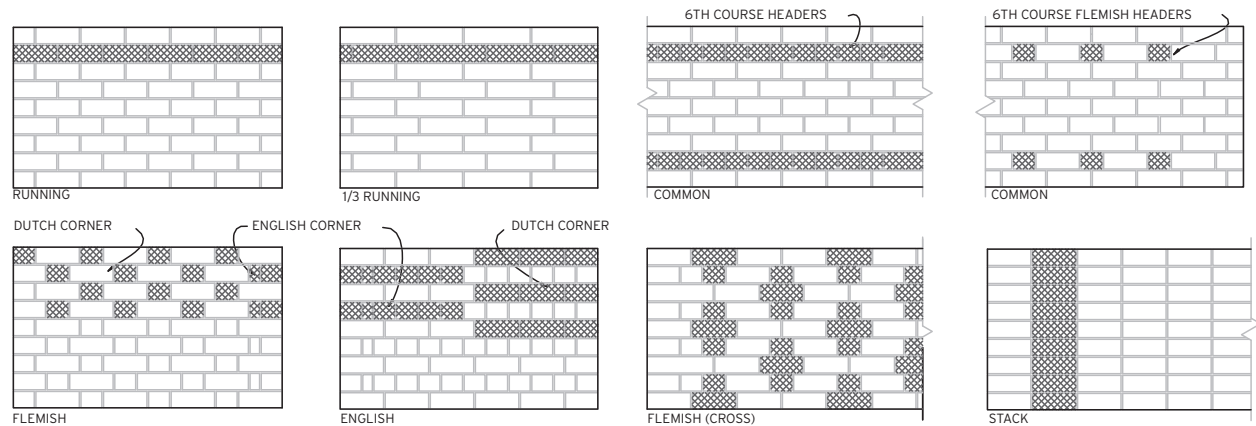 6TH COURSE HEADERS
6TH COURSE FLEMISH HEADERS
RUNNING
1/3 RUNNING
COMMON
COMMON
DUTCH CORNER
ENGLISH CORNER
DUTCH CORNER
FLEMISH
ENGLISH
FLEMISH (CROSS)
STACK